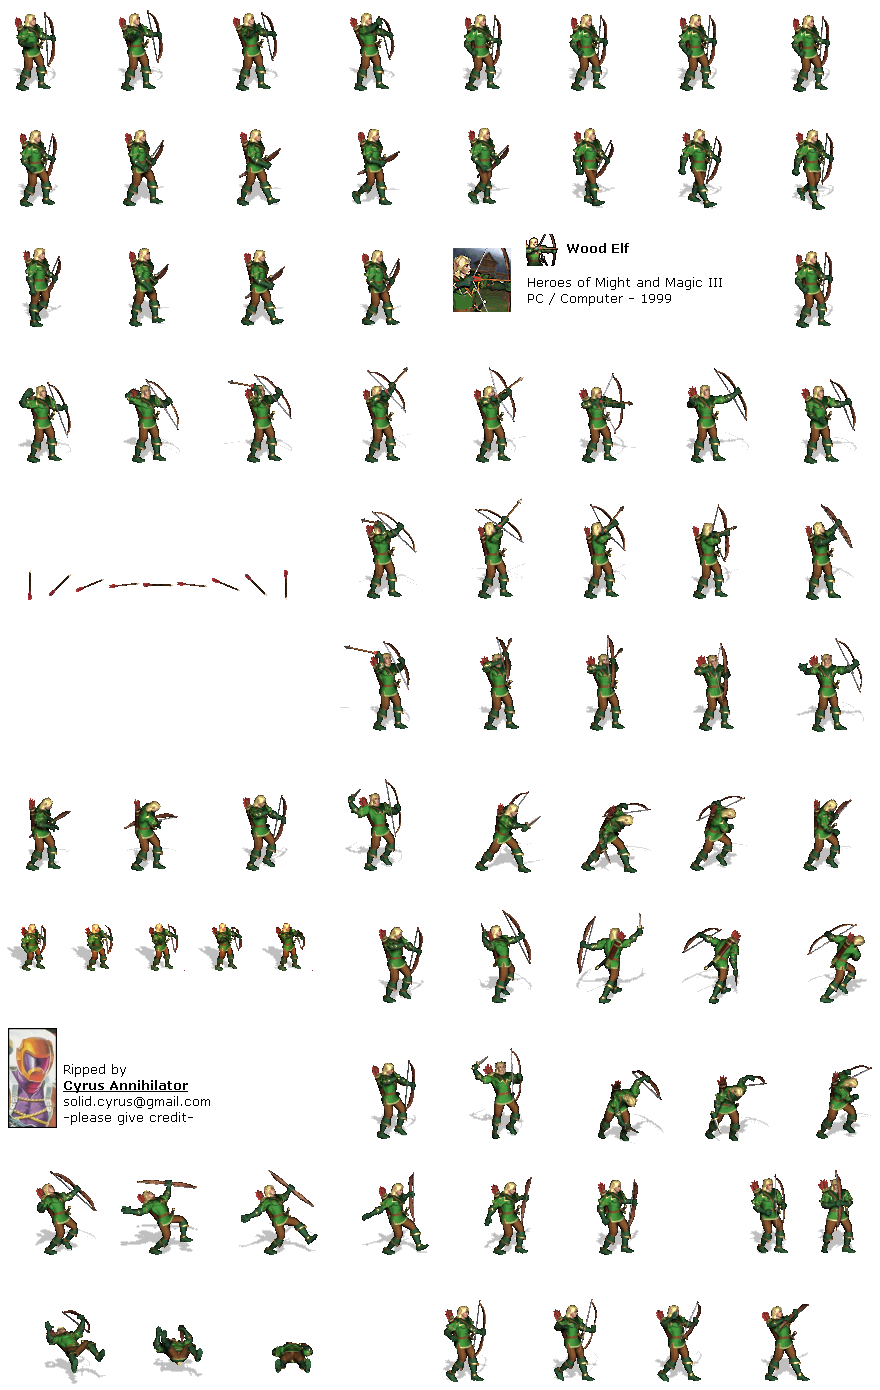 Wood Elf
Heroes of Might and Magic III
PC / Computer - 1999
Ripped by
Cyrus Annihilator
solid.cyrus@gmail.com
-please give credit-